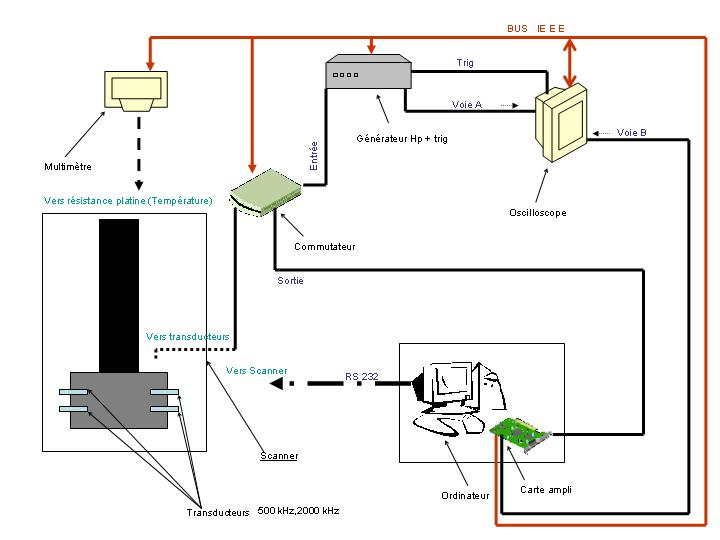 BUS IEEE
Trig
Voie A
Voie B
Générateur Hp + trig
Entrée
Multimètre
Vers résistance platine (Température)
Oscilloscope
Commutateur
Sortie
Vers transducteurs
Vers Scanner
RS 232
Scanner
Ordinateur
Carte ampli
Transducteurs 500 kHz,2000 kHz